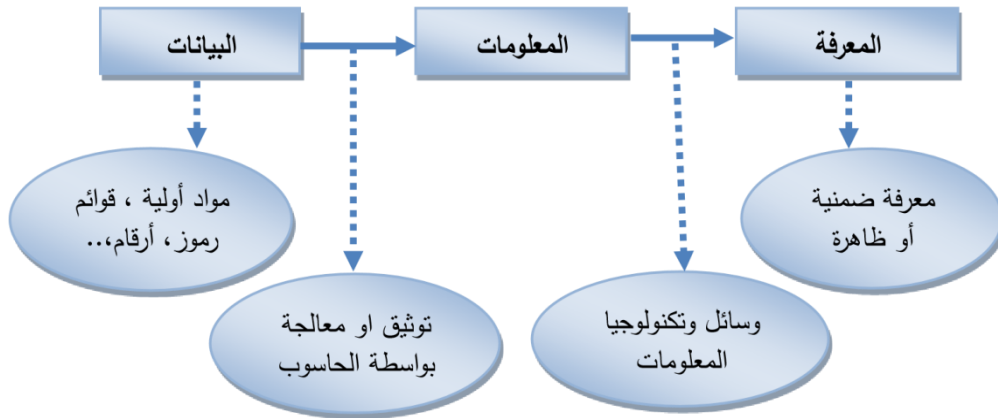 البيانات
المعلومات
المعرفة
مواد أولية ، قوائم
رموز، أرقام،..
معرفة ضمنية
أو ظاهرة
توثيق او معالجة
بواسطة الحاسوب
وسائل وتكنولوجيا
المعلومات